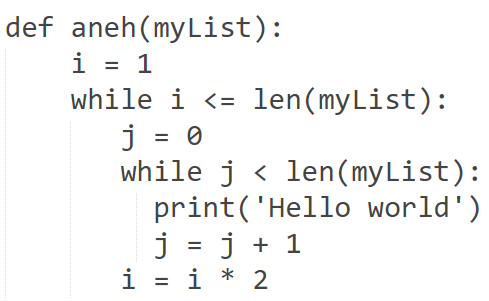 def aneh(myList):
    i = 1
    while i <= len(myList):
       j = 0
       while j < len(myList):
         print('Hello world')
         j = j + 1
       i = i * 2